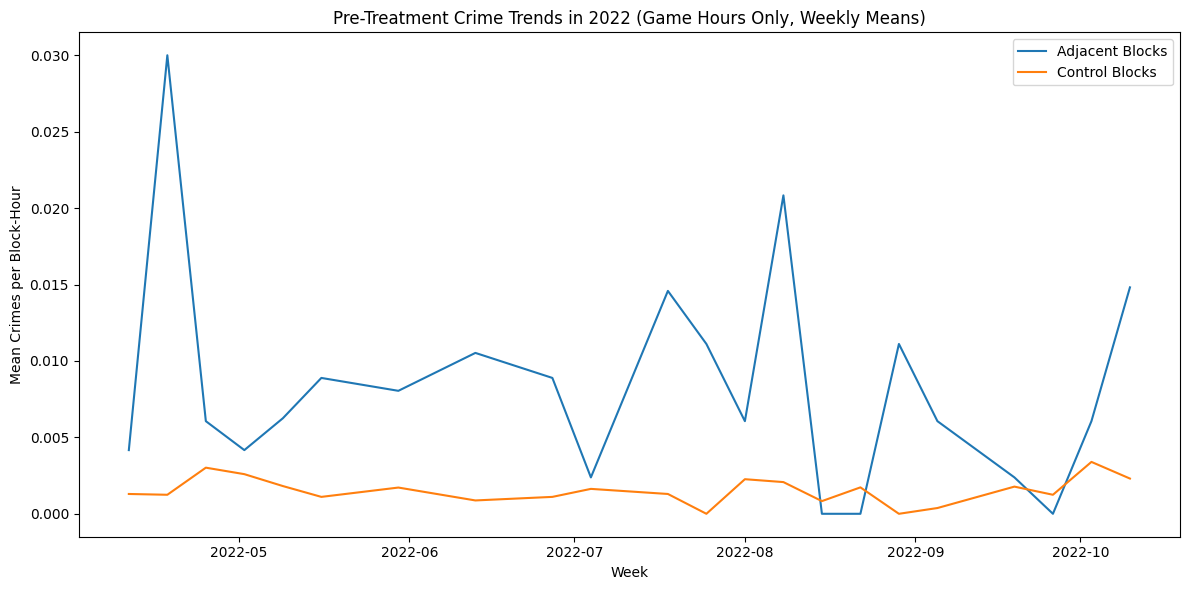 Pre-Treatment Crime Trends in 2022 (Game Hours Only, Weekly Means)
Adjacent Blocks
Control Blocks
Mean Crimes per Block-Hour
0.030
0.025
0.020
0.015
0.010
0.005
0.000
2022-05
2022-06
2022-07
2022-08
2022-09
2022-10
Week